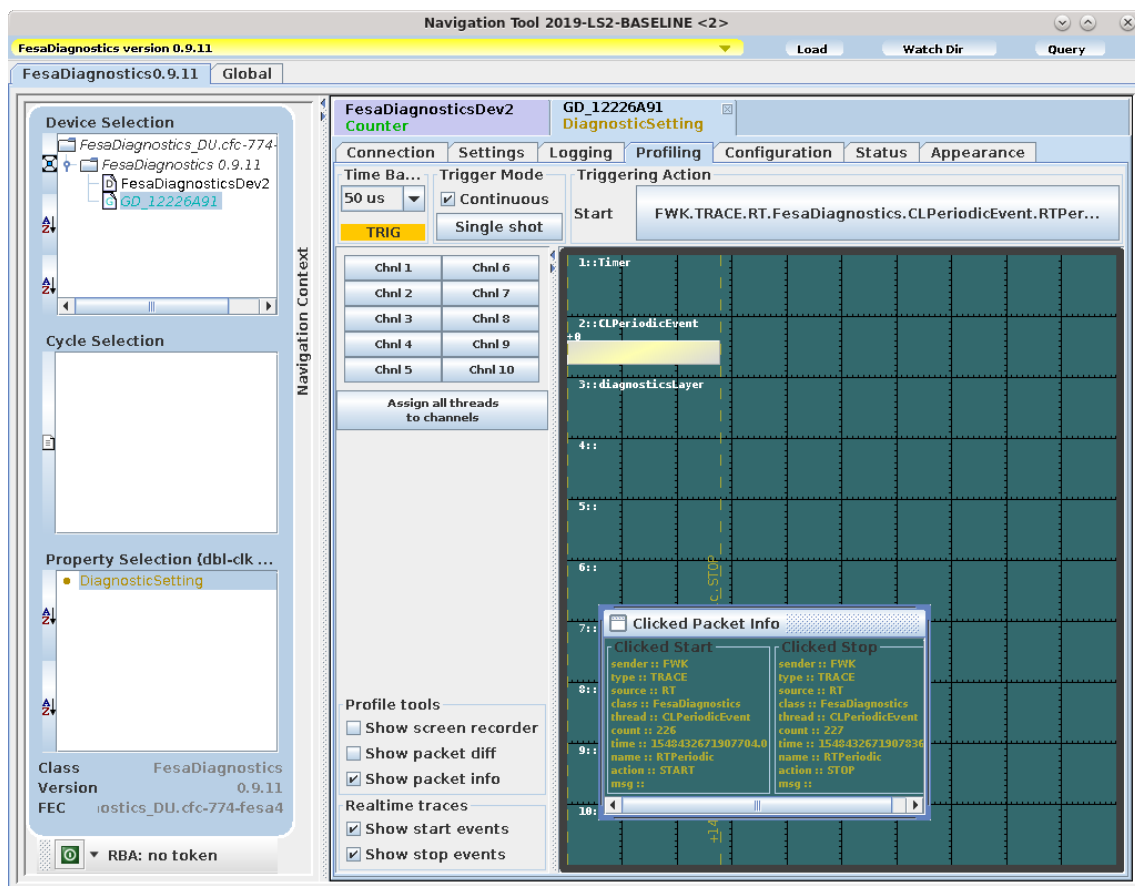 Navigation Tool 2019-LS2-BASELINE <2>
FesaDiagnostics version 0.9.11
Load
Watch Dir
Query
FesaDiagnostics0.9.11
Global
Device Selection
FesaDiagnostics_DU.cfc-774-
FesaDiagnostics 0.9.11
D FesaDiagnosticsDev2
G GD_12226A91
Cycle Selection
Property Selection (dbl-clk ...
DiagnosticSetting
Class FesaDiagnostics
Version 0.9.11
FEC iostics_DU.cfc-774-fesa4
RBA: no token
Navigation Context
FesaDiagnosticsDev2
Counter
GD_12226A91
DiagnosticSetting
Connection
Settings
Logging
Profiling
Configuration
Status
Appearance
Time Ba...
50 us
TRIG
Trigger Mode
Continuous
Single shot
Triggering Action
Start
FWK.TRACE.RT.FesaDiagnostics.CLPeriodicEvent.RTPer...
Chnl 1
Chnl 6
Chnl 2
Chnl 7
Chnl 3
Chnl 8
Chnl 4
Chnl 9
Chnl 5
Chnl 10
Assign all threads
to channels
Profile tools
Show screen recorder
Show packet diff
Show packet info
Realtime traces
Show start events
Show stop events
1::Timer
2::CLPeriodicEvent
+0
3::diagnosticsLayer
4::
5::
6::
c.STOP
7::
8::
9::
10:
Clicked Packet Info
Clicked Start
sender :: FWK
type :: TRACE
source :: RT
class :: FesaDiagnostics
thread :: CLPeriodicEvent
count :: 226
time :: 1548432671907704.0
name :: RTPeriodic
action :: START
msg ::
Clicked Stop
sender :: FWK
type :: TRACE
source :: RT
class :: FesaDiagnostics
thread :: CLPeriodicEvent
count :: 227
time :: 1548432671907836
name :: RTPeriodic
action :: STOP
msg ::